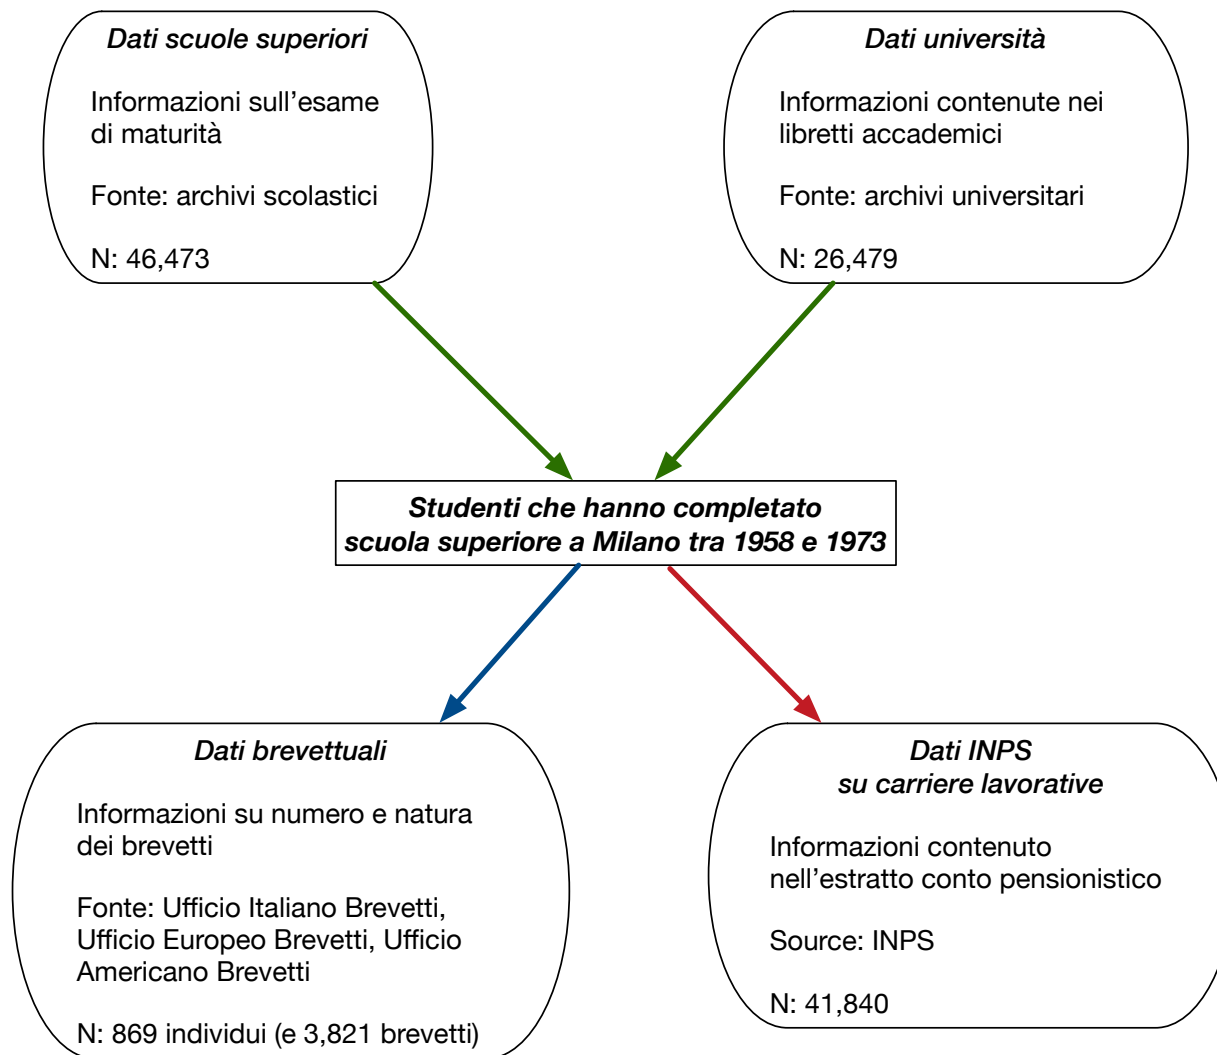 Dati scuole superiori
Informazioni sull'esame
di maturità
Fonte: archivi scolastici
N: 46,473
Dati università
Informazioni contenute nei
libretti accademici
Fonte: archivi universitari
N: 26,479
Studenti che hanno completato
scuola superiore a Milano tra 1958 e 1973
Dati brevettuali
Informazioni su numero e natura
dei brevetti
Fonte: Ufficio Italiano Brevetti,
Ufficio Europeo Brevetti, Ufficio
Americano Brevetti
N: 869 individui (e 3,821 brevetti)
Dati INPS
su carriere lavorative
Informazioni contenuto
nell'estratto conto pensionistico
Source: INPS
N: 41,840